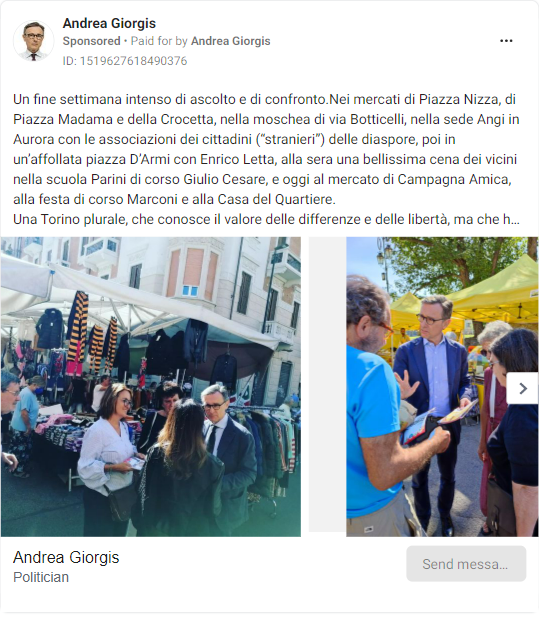 Andrea Giorgis
Sponsored • Paid for by Andrea Giorgis
ID: 1519627618490376
Un fine settimana intenso di ascolto e di confronto.Nei mercati di Piazza Nizza, di
Piazza Madama e della Crocetta, nella moschea di via Botticelli, nella sede Angi in
Aurora con le associazioni dei cittadini (“stranieri”) delle diaspore, poi in
un’affollata piazza D’Armi con Enrico Letta, alla sera una bellissima cena dei vicini
nella scuola Parini di corso Giulio Cesare, e oggi al mercato di Campagna Amica,
alla festa di corso Marconi e alla Casa del Quartiere.
Una Torino plurale, che conosce il valore delle differenze e delle libertà, ma che h...
Andrea Giorgis
Politician
Send messa...